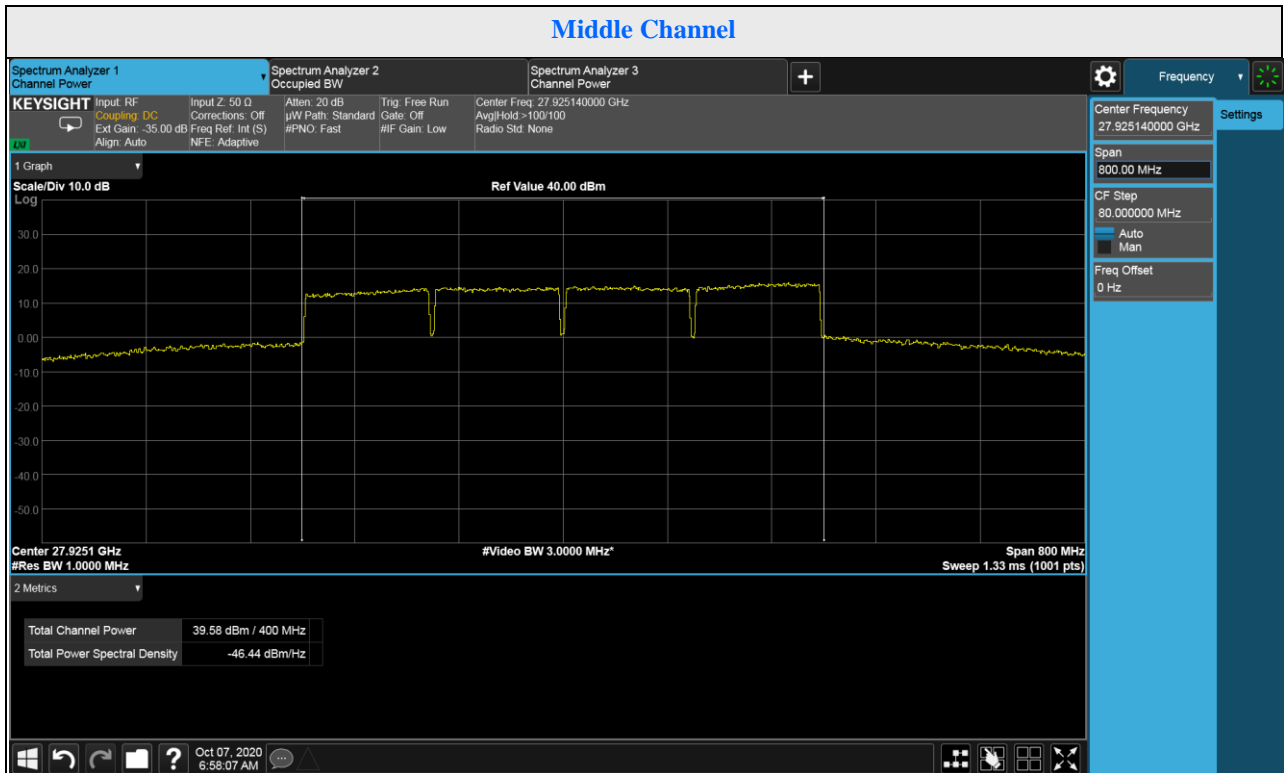 Middle Channel
Spectrum Analyzer 1
Channel Power
Spectrum Analyzer 2
Occupied BW
Spectrum Analyzer 3
Channel Power
Frequency
KEYSIGHT
Input: RF
Coupling: DC
Ext Gain: -35.00 dB
Align: Auto
Input Z: 50 Ω
Corrections: Off
Freq Ref: Int (S)
NFE: Adaptive
Atten: 20 dB
µW Path: Standard
#PNO: Fast
Trig: Free Run
Gate: Off
#IF Gain: Low
Center Freq: 27.925140000 GHz
Avg|Hold:>100/100
Radio Std: None
LXI
1 Graph
Scale/Div 10.0 dB
Ref Value 40.00 dBm
Log
30.0
20.0
10.0
0.00
-10.0
-20.0
-30.0
-40.0
-50.0
Center 27.9251 GHz
#Video BW 3.0000 MHz*
Span 800 MHz
#Res BW 1.0000 MHz
Sweep 1.33 ms (1001 pts)
2 Metrics
Total Channel Power 39.58 dBm / 400 MHz
Total Power Spectral Density -46.44 dBm/Hz
Center Frequency
27.925140000 GHz
Settings
Span
800.00 MHz
CF Step
80.000000 MHz
Auto
Man
Freq Offset
0 Hz
?
Oct 07, 2020
6:58:07 AM